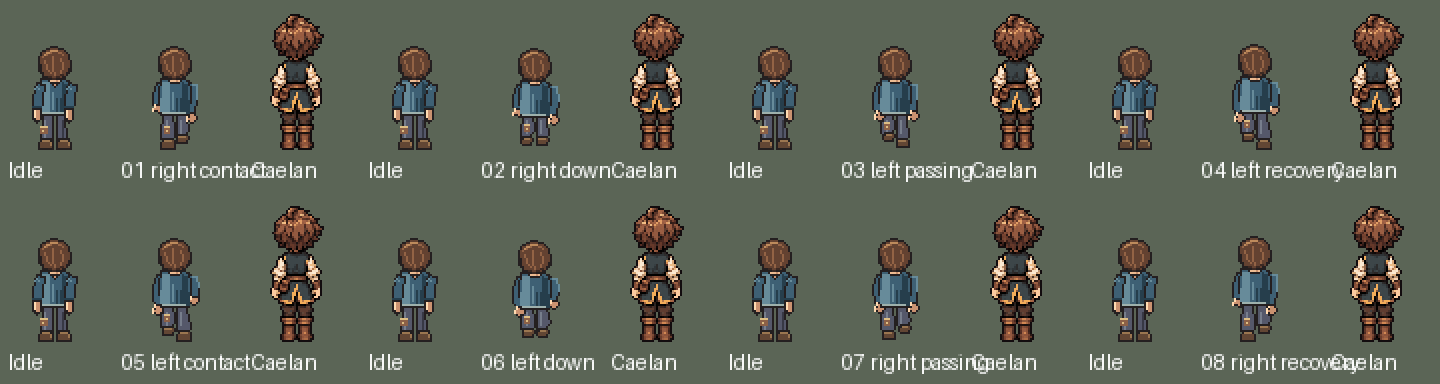 Idle 01 right contact Caelan Idle 02 right down Caelan Idle 03 left passing Caelan Idle 04 left recovery Caelan
Idle 05 left contact Caelan Idle 06 left down Caelan Idle 07 right passing Caelan Idle 08 right recovery Caelan